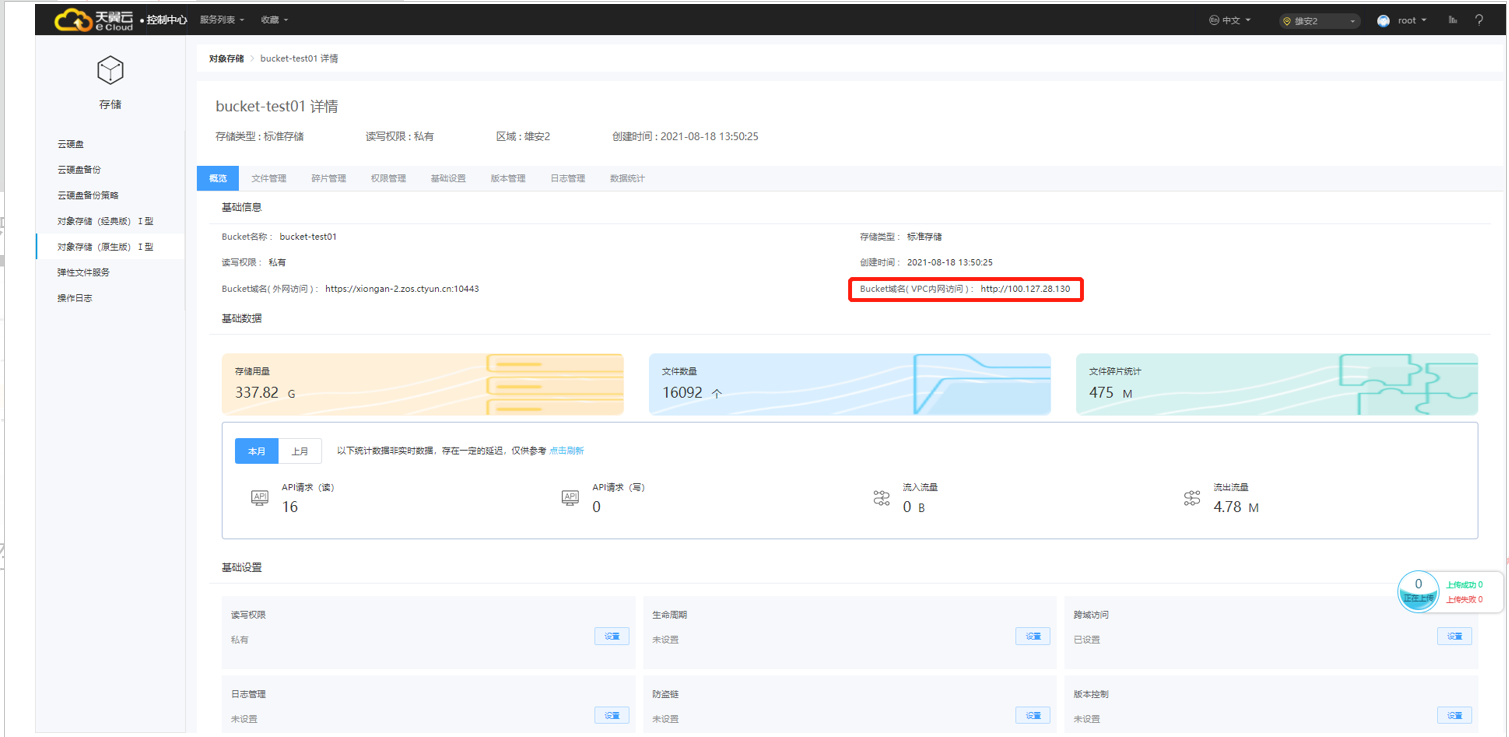 天翼云 e Cloud • 控制中心 服务列表 收藏 中文 雄安2 root ?
对象存储 > bucket-test01 详情
存储
云硬盘
云硬盘备份
云硬盘备份策略
对象存储（经典版）Ⅰ型
对象存储（原生版）Ⅰ型
弹性文件服务
操作日志
bucket-test01 详情
存储类型 : 标准存储 读写权限 : 私有 区域 : 雄安2 创建时间 : 2021-08-18 13:50:25
概览 文件管理 碎片管理 权限管理 基础设置 版本管理 日志管理 数据统计
基础信息
Bucket名称： bucket-test01 存储类型： 标准存储
读写权限： 私有 创建时间： 2021-08-18 13:50:25
Bucket域名( 外网访问 )： https://xiongan-2.zos.ctyun.cn:10443 Bucket域名( VPC内网访问 )： http://100.127.28.130
基础数据
存储用量 文件数量 文件碎片统计
337.82 G 16092 个 475 M
本月 上月 以下统计数据非实时数据，存在一定的延迟，仅供参考 点击刷新
API请求（读） API请求（写） 流入流量 流出流量
API 16 API 0 0 B 4.78 M
基础设置
0 正在上传 上传成功 0
上传失败 0
读写权限 生命周期 跨域访问
私有 设置 未设置 设置 已设置 设置
日志管理 防盗链 版本控制
未设置 设置 未设置 设置 未设置 设置